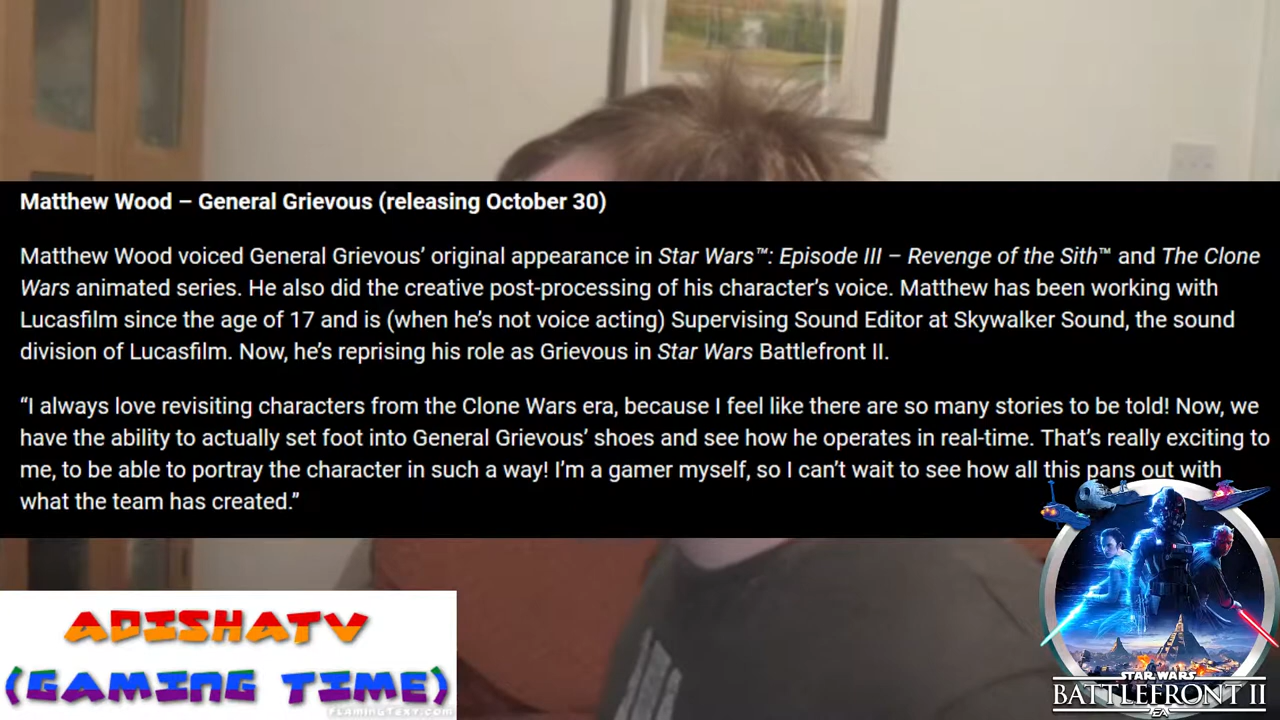 Matthew Wood – General Grievous (releasing October 30)
Matthew Wood voiced General Grievous’ original appearance in Star Wars™: Episode III – Revenge of the Sith™ and The Clone
Wars animated series. He also did the creative post-processing of his character’s voice. Matthew has been working with
Lucasfilm since the age of 17 and is (when he’s not voice acting) Supervising Sound Editor at Skywalker Sound, the sound
division of Lucasfilm. Now, he’s reprising his role as Grievous in Star Wars Battlefront II.
“I always love revisiting characters from the Clone Wars era, because I feel like there are so many stories to be told! Now, we
have the ability to actually set foot into General Grievous’ shoes and see how he operates in real-time. That’s really exciting to
me, to be able to portray the character in such a way! I’m a gamer myself, so I can’t wait to see how all this pans out with
what the team has created.”
ADISHATV
(GAMING TIME)
FLAMINGTEXT.COM
STAR WARS
BATTLEFRONT II
EA